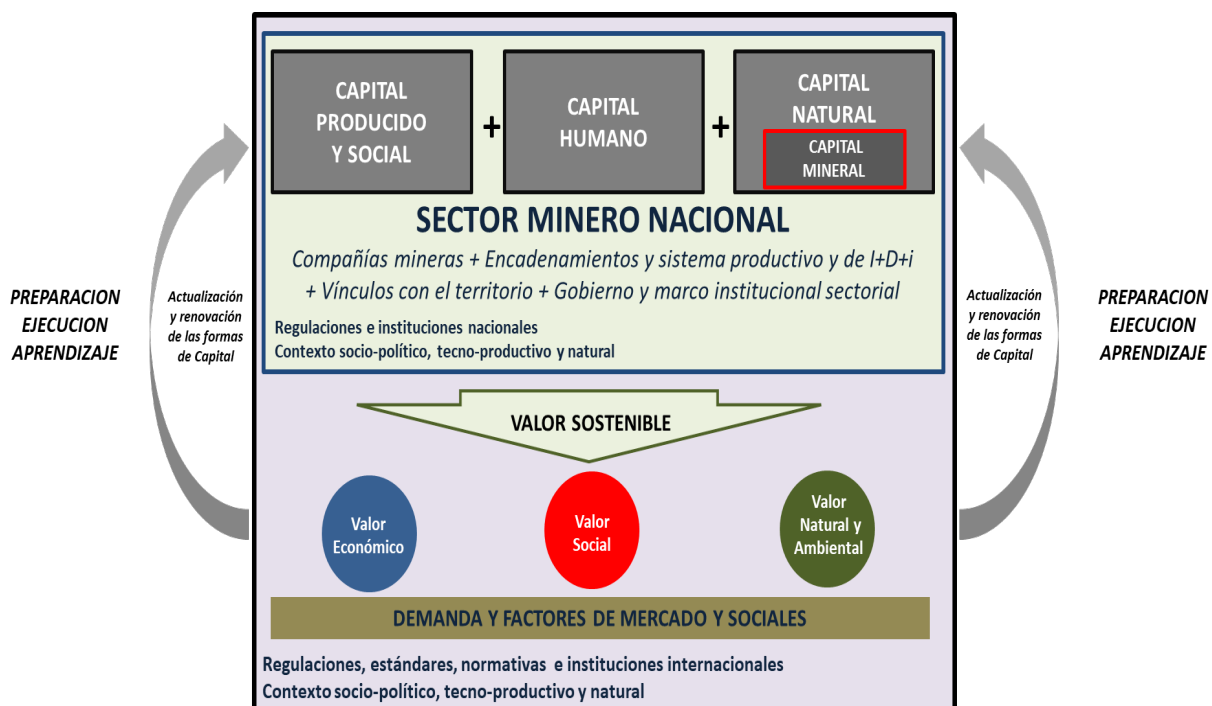 CAPITAL
PRODUCIDO
Y SOCIAL
+
CAPITAL
HUMANO
+
CAPITAL
NATURAL
CAPITAL
MINERAL
SECTOR MINERO NACIONAL
Compañías mineras + Encadenamientos y sistema productivo y de I+D+i
+ Vínculos con el territorio + Gobierno y marco institucional sectorial
Regulaciones e instituciones nacionales
Contexto socio-político, tecno-productivo y natural
PREPARACION
EJECUCION
APRENDIZAJE
Actualización
y renovación
de las formas
de Capital
Actualización
y renovación
de las formas
de Capital
PREPARACION
EJECUCION
APRENDIZAJE
VALOR SOSTENIBLE
Valor
Económico
Valor
Social
Valor
Natural y
Ambiental
DEMANDA Y FACTORES DE MERCADO Y SOCIALES
Regulaciones, estándares, normativas e instituciones internacionales
Contexto socio-político, tecno-productivo y natural